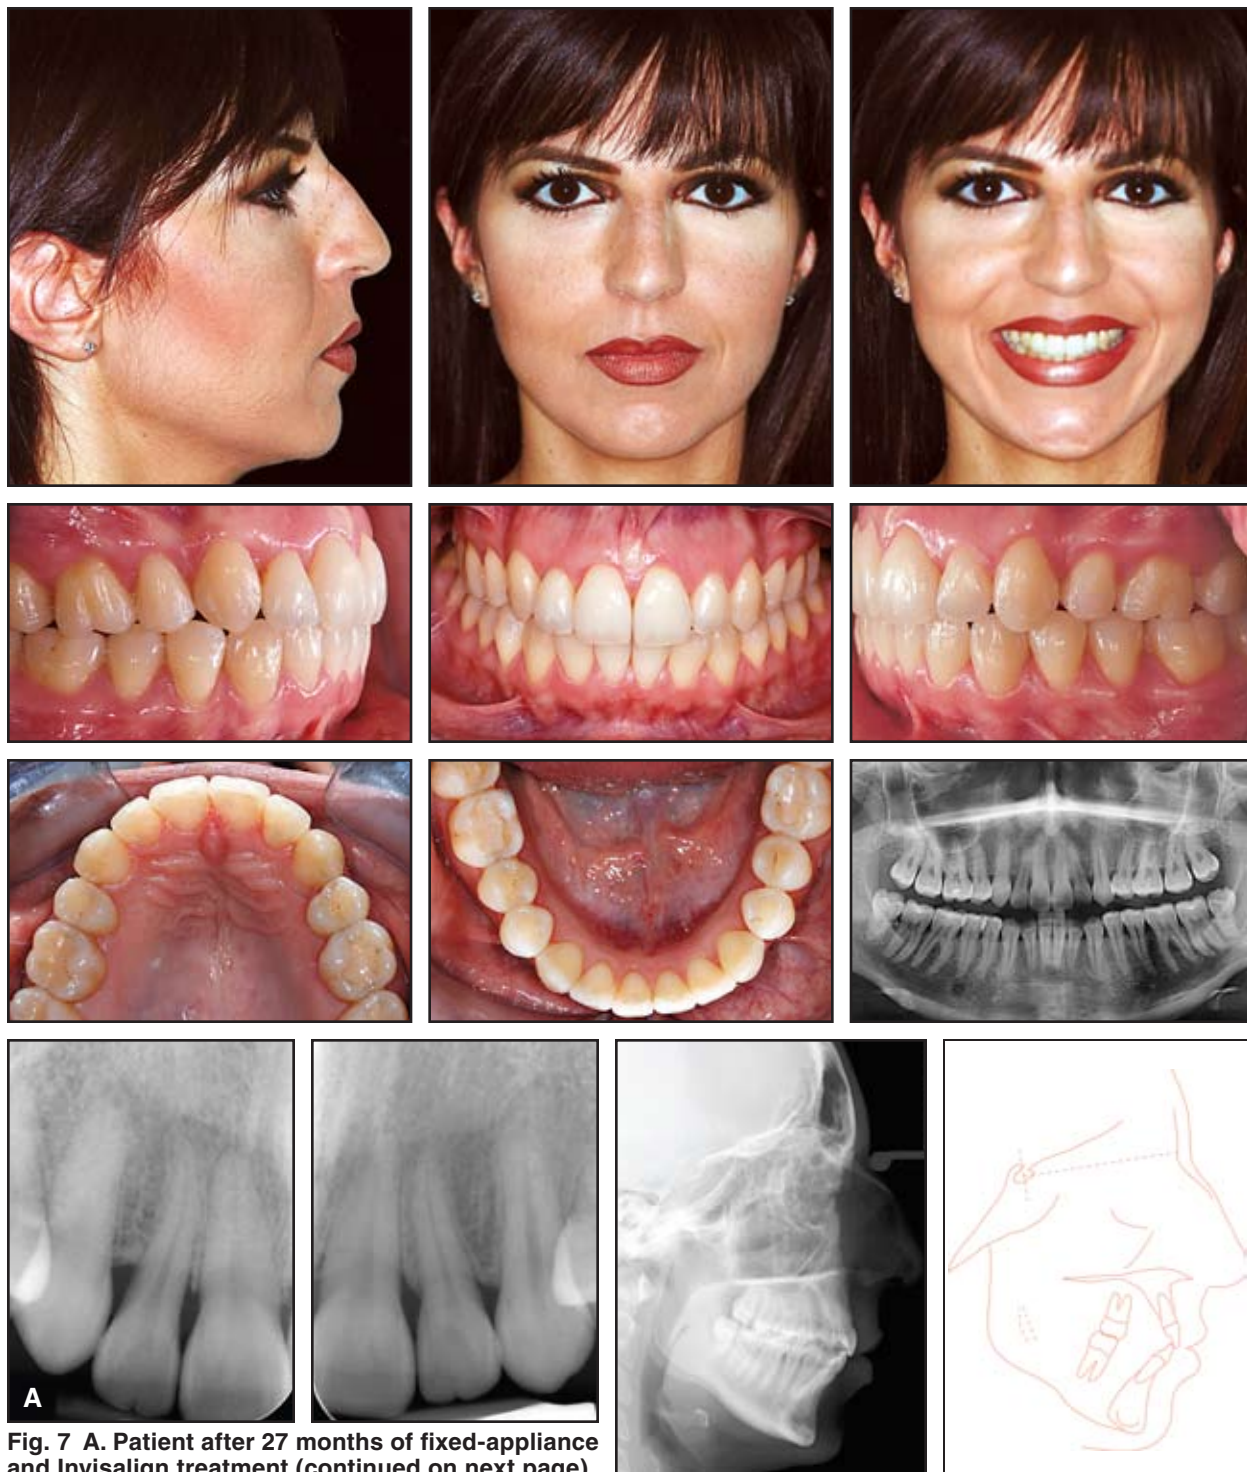 A
Fig. 7 A. Patient after 27 months of fixed-appliance
and Invisalign treatment (continued on next page).